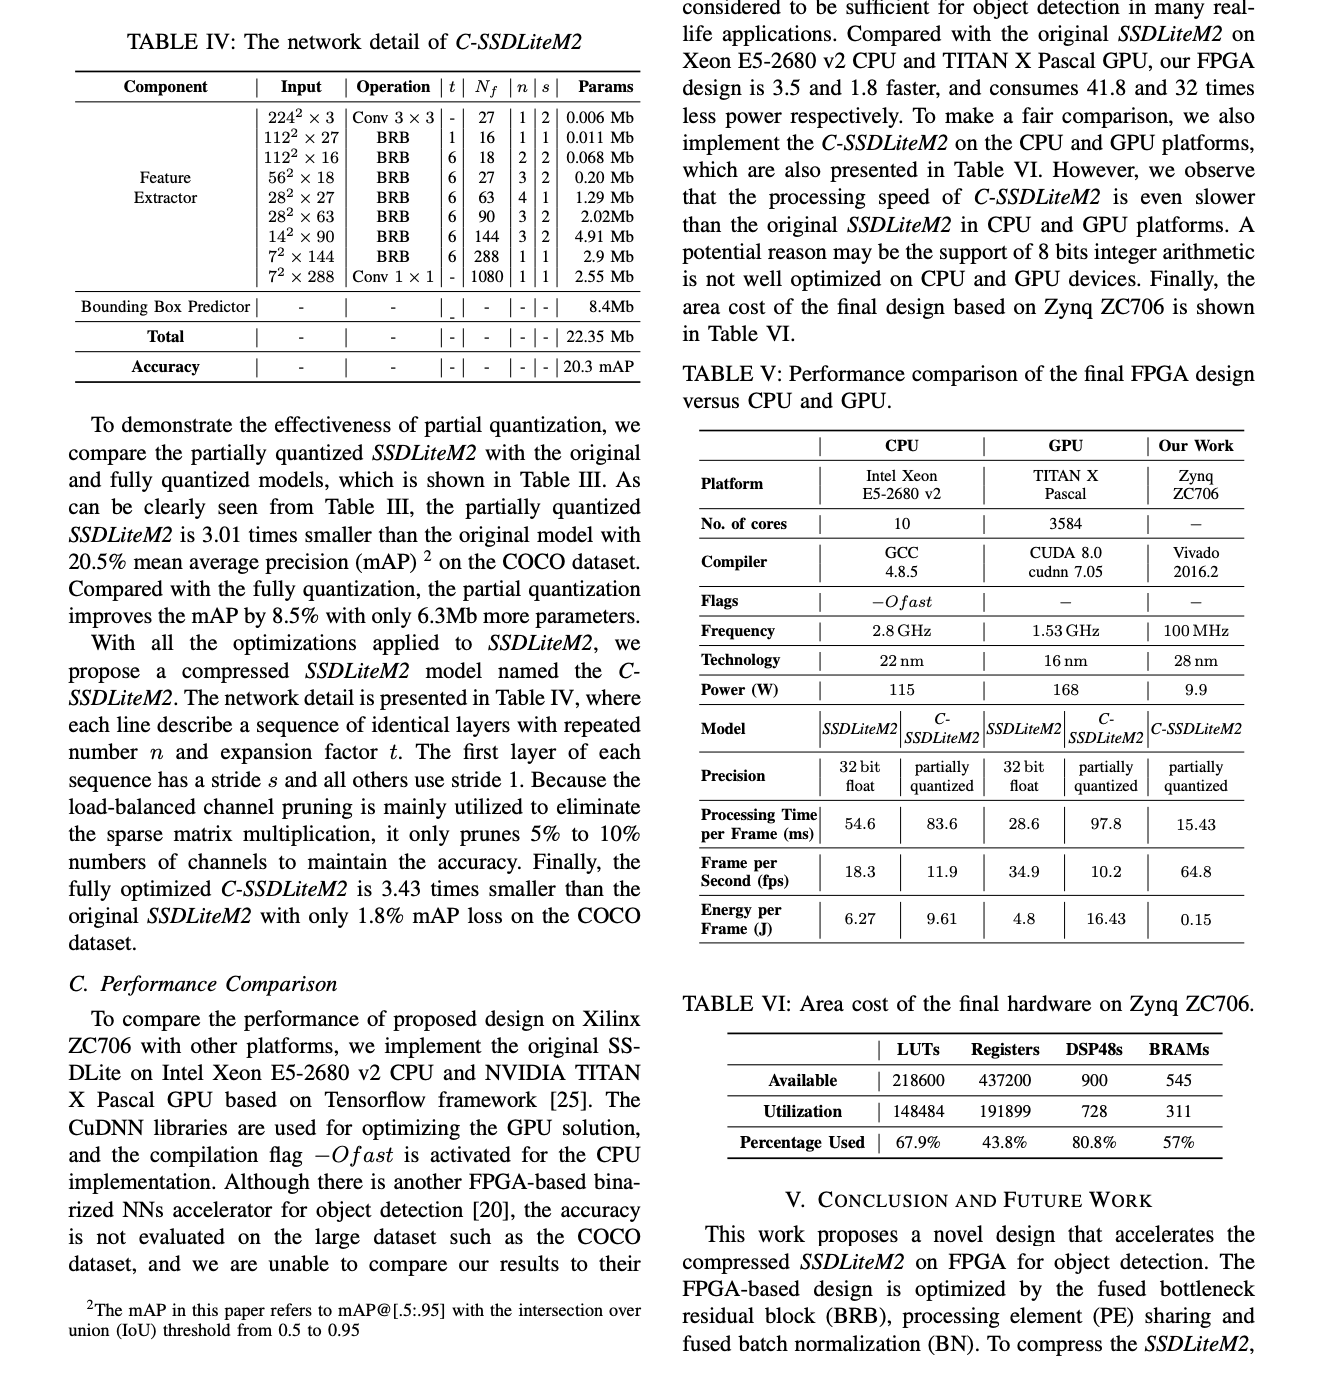 TABLE IV: The network detail of C-SSDLiteM2
Component | Input | Operation | t | N_f | n | s | Params
Feature Extractor
224² × 3 | Conv 3 × 3 | - | 27 | 1 | 2 | 0.006 Mb
112² × 27 | BRB | 1 | 16 | 1 | 1 | 0.011 Mb
112² × 16 | BRB | 6 | 18 | 2 | 2 | 0.068 Mb
56² × 18 | BRB | 6 | 27 | 3 | 2 | 0.20 Mb
28² × 27 | BRB | 6 | 63 | 4 | 1 | 1.29 Mb
28² × 63 | BRB | 6 | 90 | 3 | 2 | 2.02Mb
14² × 90 | BRB | 6 | 144 | 3 | 2 | 4.91 Mb
7² × 144 | BRB | 6 | 288 | 1 | 1 | 2.9 Mb
7² × 288 | Conv 1 × 1 | - | 1080 | 1 | 1 | 2.55 Mb
Bounding Box Predictor | - | - | - | - | - | - | 8.4Mb
Total | - | - | - | - | - | - | 22.35 Mb
Accuracy | - | - | - | - | - | - | 20.3 mAP
To demonstrate the effectiveness of partial quantization, we
compare the partially quantized SSDLiteM2 with the original
and fully quantized models, which is shown in Table III. As
can be clearly seen from Table III, the partially quantized
SSDLiteM2 is 3.01 times smaller than the original model with
20.5% mean average precision (mAP) ² on the COCO dataset.
Compared with the fully quantization, the partial quantization
improves the mAP by 8.5% with only 6.3Mb more parameters.
With all the optimizations applied to SSDLiteM2, we
propose a compressed SSDLiteM2 model named the C-
SSDLiteM2. The network detail is presented in Table IV, where
each line describe a sequence of identical layers with repeated
number n and expansion factor t. The first layer of each
sequence has a stride s and all others use stride 1. Because the
load-balanced channel pruning is mainly utilized to eliminate
the sparse matrix multiplication, it only prunes 5% to 10%
numbers of channels to maintain the accuracy. Finally, the
fully optimized C-SSDLiteM2 is 3.43 times smaller than the
original SSDLiteM2 with only 1.8% mAP loss on the COCO
dataset.
C. Performance Comparison
To compare the performance of proposed design on Xilinx
ZC706 with other platforms, we implement the original SS-
DLite on Intel Xeon E5-2680 v2 CPU and NVIDIA TITAN
X Pascal GPU based on Tensorflow framework [25]. The
CuDNN libraries are used for optimizing the GPU solution,
and the compilation flag −Ofast is activated for the CPU
implementation. Although there is another FPGA-based bina-
rized NNs accelerator for object detection [20], the accuracy
is not evaluated on the large dataset such as the COCO
dataset, and we are unable to compare our results to their
²The mAP in this paper refers to mAP@[.5:.95] with the intersection over
union (IoU) threshold from 0.5 to 0.95
considered to be sufficient for object detection in many real-
life applications. Compared with the original SSDLiteM2 on
Xeon E5-2680 v2 CPU and TITAN X Pascal GPU, our FPGA
design is 3.5 and 1.8 faster, and consumes 41.8 and 32 times
less power respectively. To make a fair comparison, we also
implement the C-SSDLiteM2 on the CPU and GPU platforms,
which are also presented in Table VI. However, we observe
that the processing speed of C-SSDLiteM2 is even slower
than the original SSDLiteM2 in CPU and GPU platforms. A
potential reason may be the support of 8 bits integer arithmetic
is not well optimized on CPU and GPU devices. Finally, the
area cost of the final design based on Zynq ZC706 is shown
in Table VI.
TABLE V: Performance comparison of the final FPGA design
versus CPU and GPU.
CPU | GPU | Our Work
Platform | Intel Xeon E5-2680 v2 | TITAN X Pascal | Zynq ZC706
No. of cores | 10 | 3584 | −
Compiler | GCC 4.8.5 | CUDA 8.0 cudnn 7.05 | Vivado 2016.2
Flags | −Ofast | − | −
Frequency | 2.8 GHz | 1.53 GHz | 100 MHz
Technology | 22 nm | 16 nm | 28 nm
Power (W) | 115 | 168 | 9.9
Model | SSDLiteM2 | C-SSDLiteM2 | SSDLiteM2 | C-SSDLiteM2 | C-SSDLiteM2
Precision | 32 bit float | partially quantized | 32 bit float | partially quantized | partially quantized
Processing Time per Frame (ms) | 54.6 | 83.6 | 28.6 | 97.8 | 15.43
Frame per Second (fps) | 18.3 | 11.9 | 34.9 | 10.2 | 64.8
Energy per Frame (J) | 6.27 | 9.61 | 4.8 | 16.43 | 0.15
TABLE VI: Area cost of the final hardware on Zynq ZC706.
LUTs | Registers | DSP48s | BRAMs
Available | 218600 | 437200 | 900 | 545
Utilization | 148484 | 191899 | 728 | 311
Percentage Used | 67.9% | 43.8% | 80.8% | 57%
V. CONCLUSION AND FUTURE WORK
This work proposes a novel design that accelerates the
compressed SSDLiteM2 on FPGA for object detection. The
FPGA-based design is optimized by the fused bottleneck
residual block (BRB), processing element (PE) sharing and
fused batch normalization (BN). To compress the SSDLiteM2,